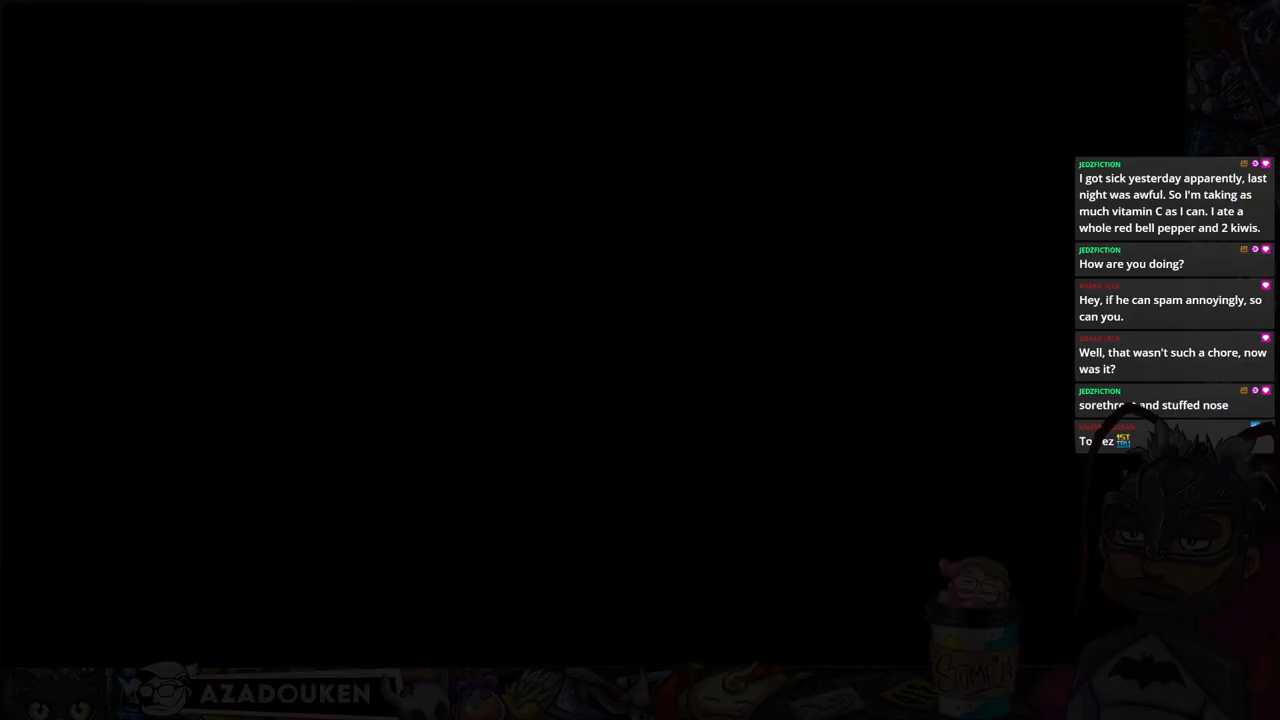 JEDZFICTION
I got sick yesterday apparently, last
night was awful. So I'm taking as
much vitamin C as I can. I ate a
whole red bell pepper and 2 kiwis.
JEDZFICTION
How are you doing?
Hey, if he can spam annoyingly, so
can you.
Well, that wasn't such a chore, now
was it?
JEDZFICTION
and stuffed nose
1ST
AZADOUKEN